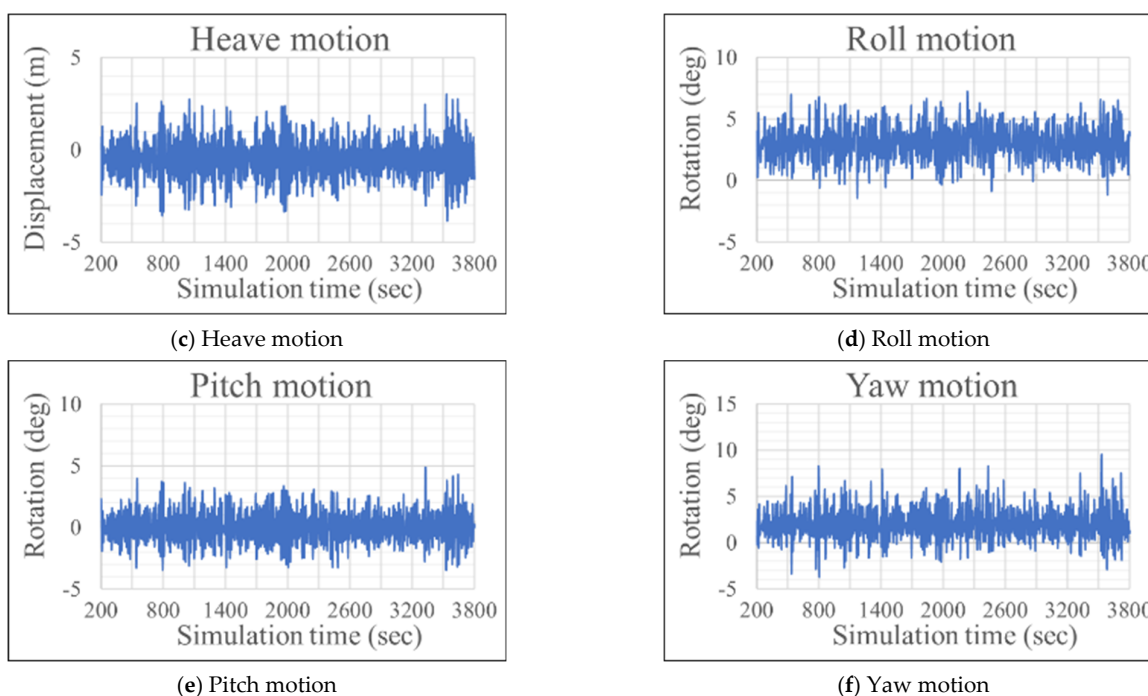 Heave motion
Displacement (m)
5
0
-5
200 800 1400 2000 2600 3200 3800
Simulation time (sec)
(c) Heave motion
Roll motion
Rotation (deg)
10
5
0
-5
200 800 1400 2000 2600 3200 3800
Simulation time (sec)
(d) Roll motion
Pitch motion
Rotation (deg)
10
5
0
-5
200 800 1400 2000 2600 3200 3800
Simulation time (sec)
(e) Pitch motion
Yaw motion
Rotation (deg)
15
10
5
0
-5
200 800 1400 2000 2600 3200 3800
Simulation time (sec)
(f) Yaw motion